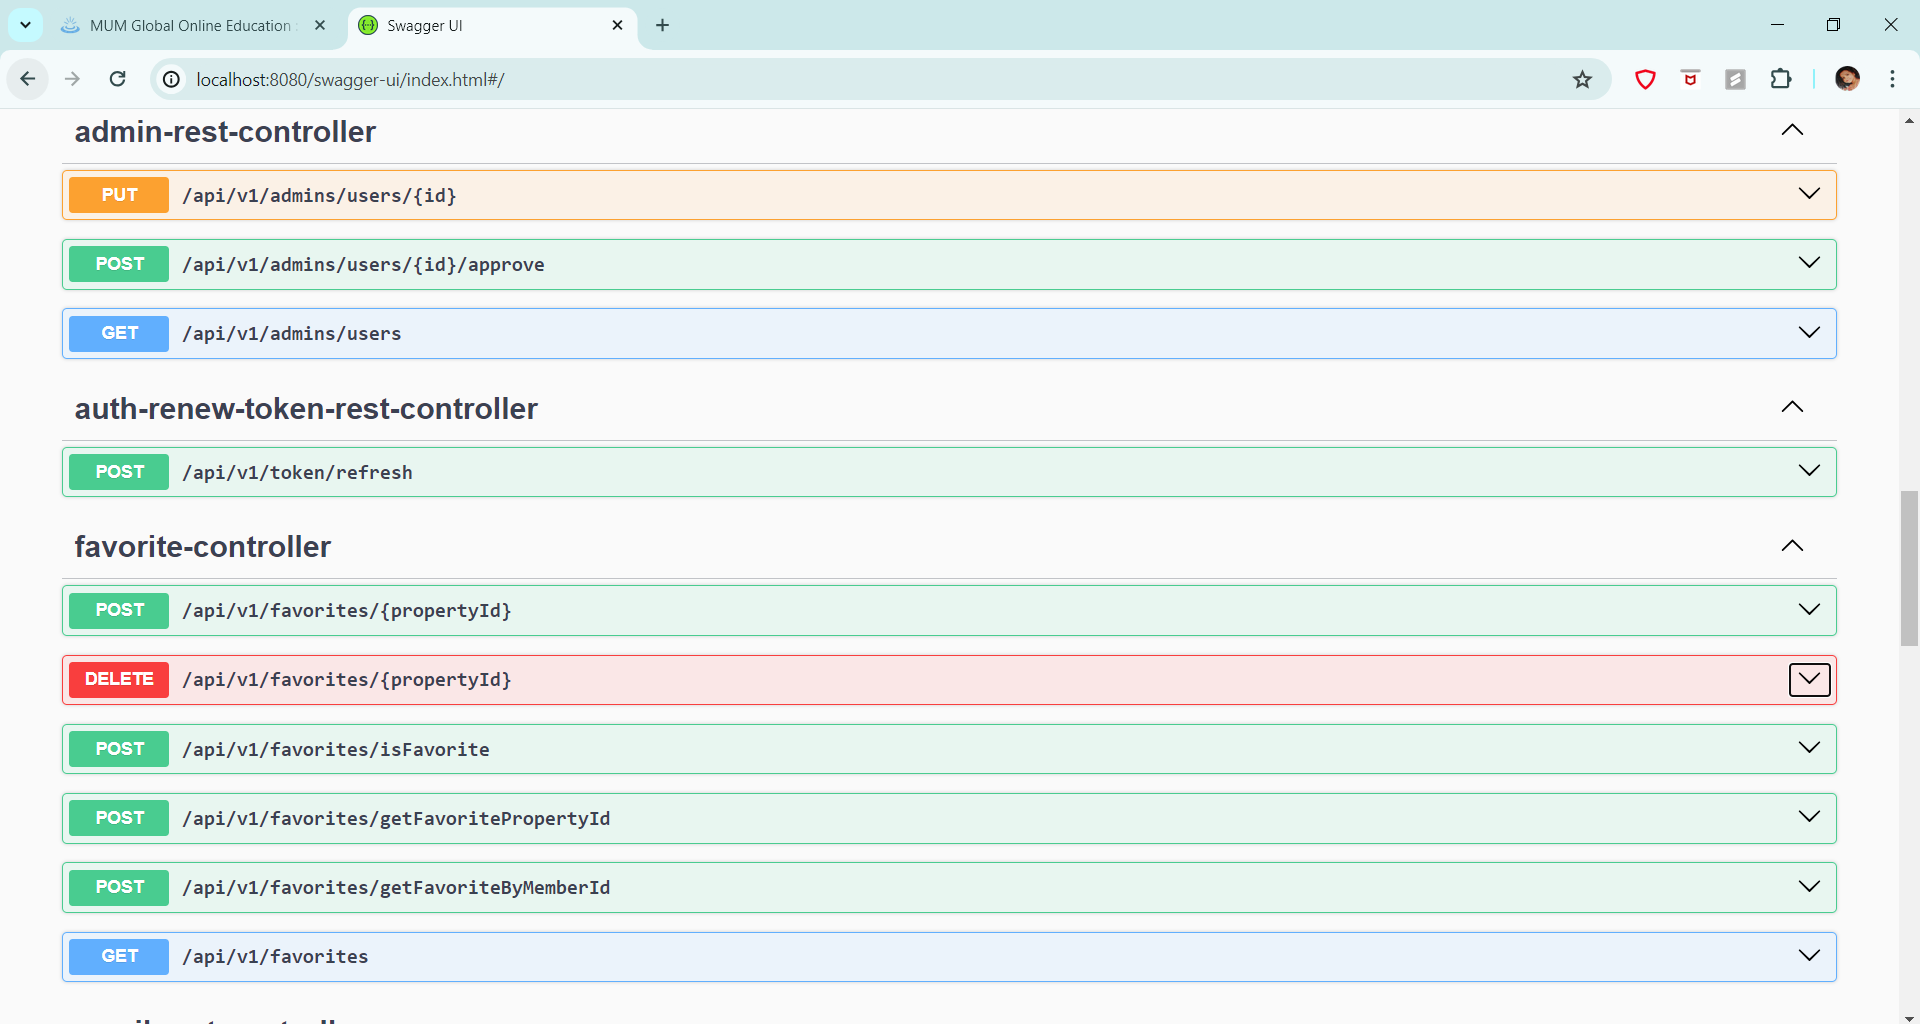 MUM Global Online Education
Swagger UI
localhost:8080/swagger-ui/index.html#/
admin-rest-controller
PUT /api/v1/admins/users/{id}
POST /api/v1/admins/users/{id}/approve
GET /api/v1/admins/users
auth-renew-token-rest-controller
POST /api/v1/token/refresh
favorite-controller
POST /api/v1/favorites/{propertyId}
DELETE /api/v1/favorites/{propertyId}
POST /api/v1/favorites/isFavorite
POST /api/v1/favorites/getFavoritePropertyId
POST /api/v1/favorites/getFavoriteByMemberId
GET /api/v1/favorites